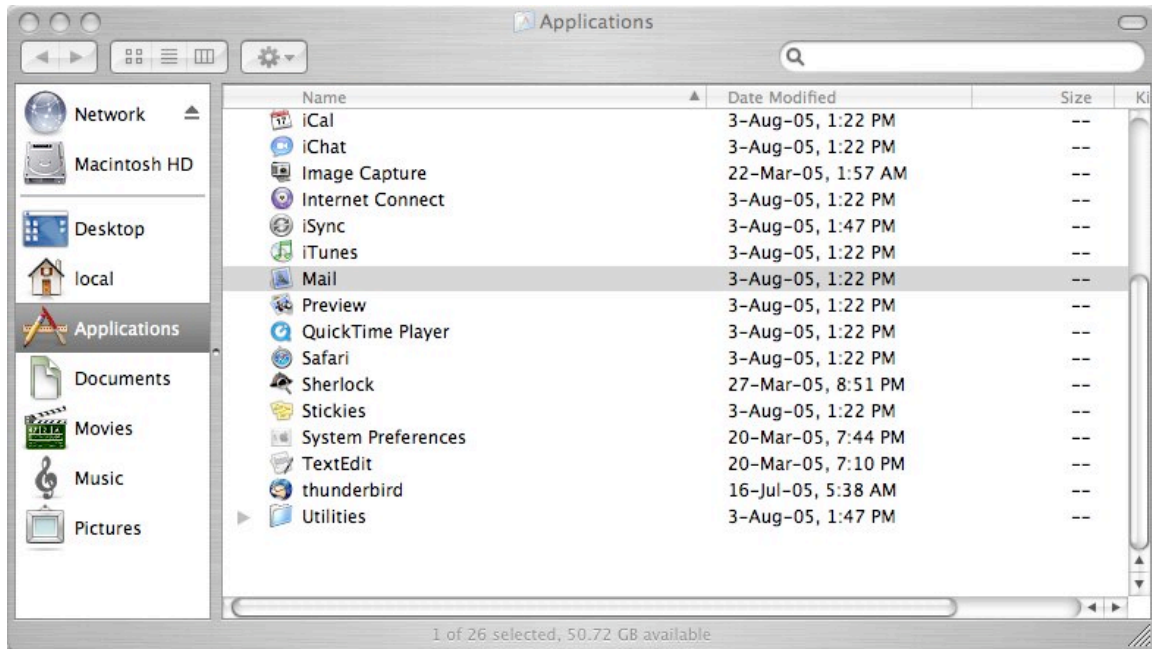 Applications
Network
Macintosh HD
Desktop
local
Applications
Documents
Movies
Music
Pictures
Name Date Modified Size Ki
iCal 3-Aug-05, 1:22 PM --
iChat 3-Aug-05, 1:22 PM --
Image Capture 22-Mar-05, 1:57 AM --
Internet Connect 3-Aug-05, 1:22 PM --
iSync 3-Aug-05, 1:47 PM --
iTunes 3-Aug-05, 1:22 PM --
Mail 3-Aug-05, 1:22 PM --
Preview 3-Aug-05, 1:22 PM --
QuickTime Player 3-Aug-05, 1:22 PM --
Safari 3-Aug-05, 1:22 PM --
Sherlock 27-Mar-05, 8:51 PM --
Stickies 3-Aug-05, 1:22 PM --
System Preferences 20-Mar-05, 7:44 PM --
TextEdit 20-Mar-05, 7:10 PM --
thunderbird 16-Jul-05, 5:38 AM --
Utilities 3-Aug-05, 1:47 PM --
1 of 26 selected, 50.72 GB available